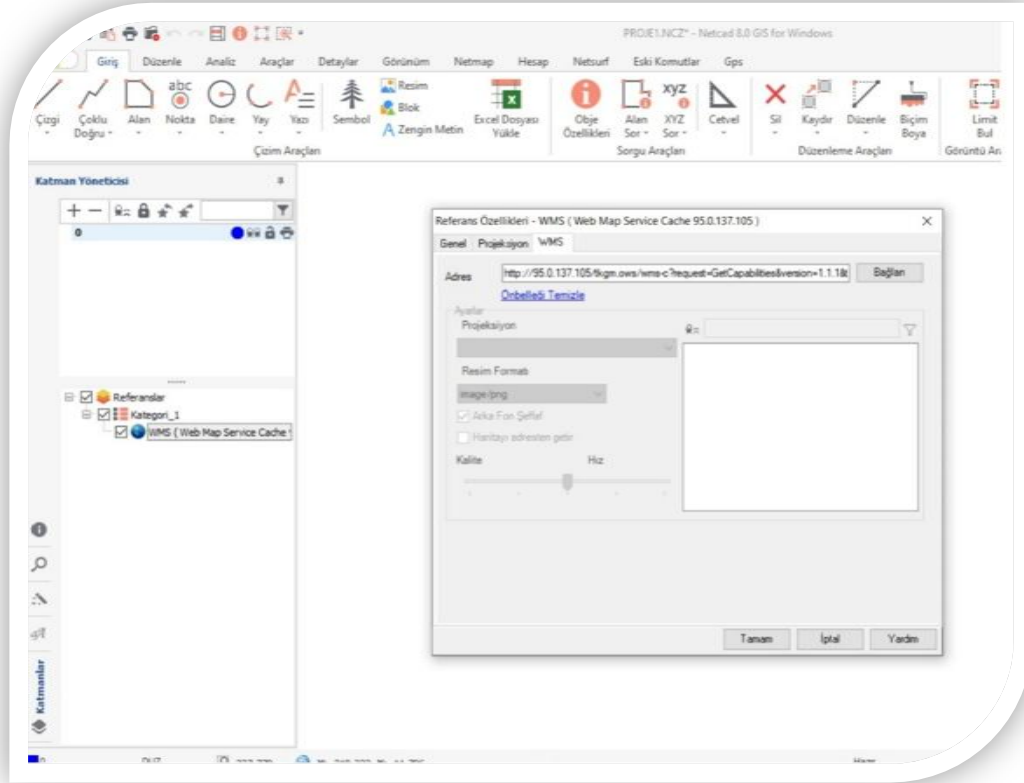 PROJE1.NCZ* - Netcad 8.0 GIS for Windows
Giriş Düzenle Analiz Araçlar Detaylar Görünüm Netmap Hesap Netsurf Eski Komutlar Gps
Çizgi
Çoklu Doğru
Alan
abc
Nokta
Daire
Yay
Yazı
Sembol
Resim
Blok
Zengin Metin
Excel Dosyası Yükle
Obje Özellikleri
Alan Sor
XYZ
XYZ Sor
Cetvel
Sil
Kaydır
Düzenle
Biçim Boya
Limit Bul
Çizim Araçları
Sorgu Araçları
Düzenleme Araçları
Görüntü Ar
Katman Yöneticisi
0
Referanslar
Kategori_1
WMS ( Web Map Service Cache
Katmanlar
Referans Özellikleri - WMS ( Web Map Service Cache 95.0.137.105 )
Genel Projeksiyon WMS
Adres http://95.0.137.105/tkgm.ows/wms-c?request=GetCapabilities&version=1.1.1& Bağlan
Önbelleği Temizle
Ayarlar
Projeksiyon
Resim Formatı
image/png
Arka Fon Şeffaf
Haritayı adresten getir
Kalite Hız
Tamam İptal Yardım